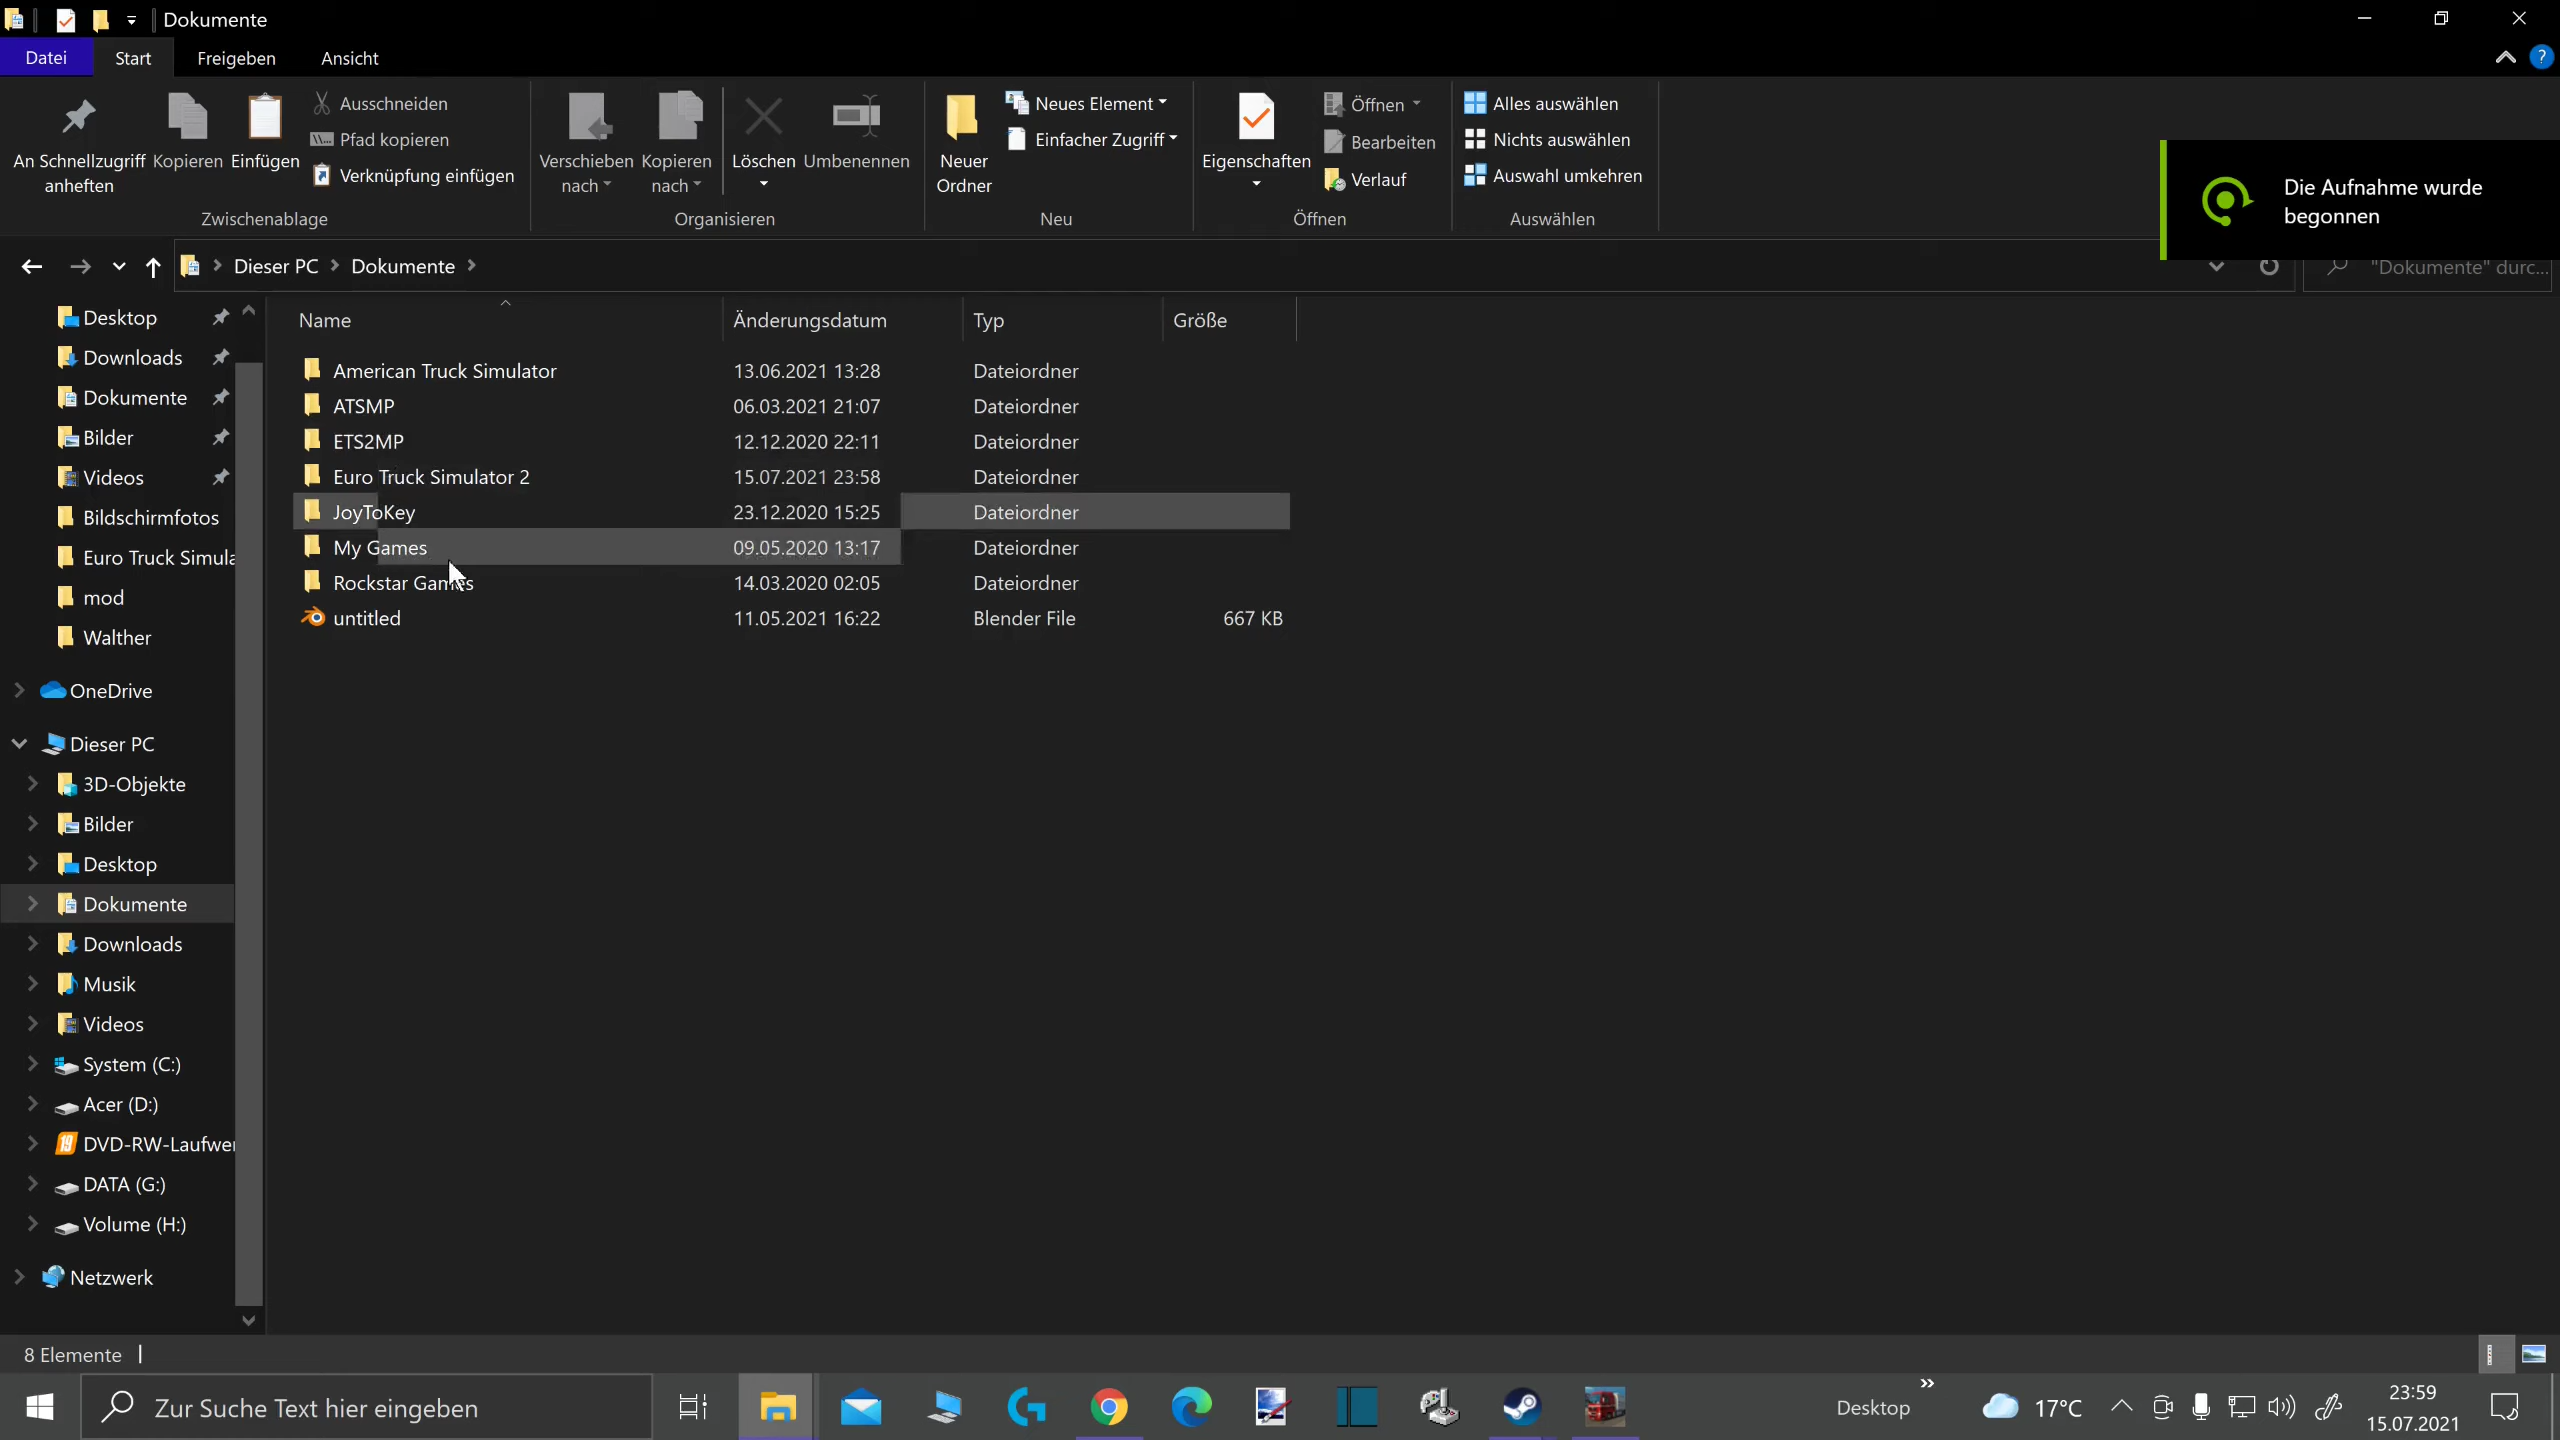 Dokumente
Datei Start Freigeben Ansicht
An Schnellzugriff anheften
Kopieren
Einfügen
Ausschneiden
Pfad kopieren
Verknüpfung einfügen
Zwischenablage
Verschieben nach
Kopieren nach
Löschen
Umbenennen
Organisieren
Neuer Ordner
Neues Element
Einfacher Zugriff
Neu
Eigenschaften
Öffnen
Bearbeiten
Verlauf
Öffnen
Alles auswählen
Nichts auswählen
Auswahl umkehren
Auswählen
?
Die Aufnahme wurde
begonnen
Dieser PC > Dokumente >
"Dokumente" durc...
Desktop
Downloads
Dokumente
Bilder
Videos
Bildschirmfotos
Euro Truck Simula
mod
Walther
OneDrive
Dieser PC
3D-Objekte
Bilder
Desktop
Dokumente
Downloads
Musik
Videos
System (C:)
Acer (D:)
19 DVD-RW-Laufwer
DATA (G:)
Volume (H:)
Netzwerk
Name Änderungsdatum Typ Größe
American Truck Simulator 13.06.2021 13:28 Dateiordner
ATSMP 06.03.2021 21:07 Dateiordner
ETS2MP 12.12.2020 22:11 Dateiordner
Euro Truck Simulator 2 15.07.2021 23:58 Dateiordner
JoyToKey 23.12.2020 15:25 Dateiordner
My Games 09.05.2020 13:17 Dateiordner
Rockstar Games 14.03.2020 02:05 Dateiordner
untitled 11.05.2021 16:22 Blender File 667 KB
8 Elemente
Zur Suche Text hier eingeben
Desktop
17°C
23:59
15.07.2021